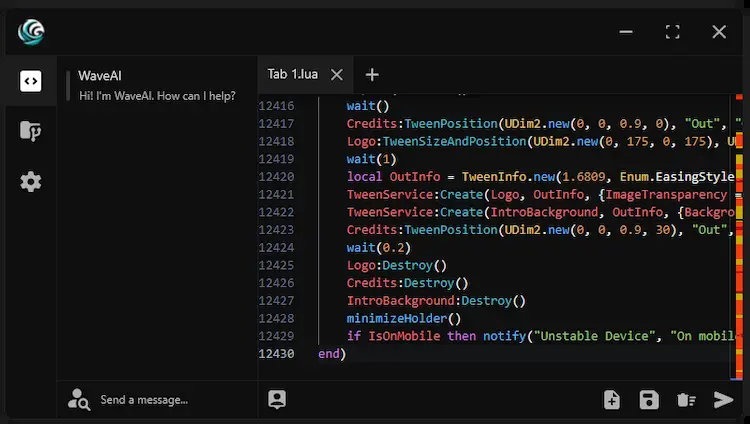 WaveAI
Hi! I'm WaveAI. How can I help?
Send a message...
Tab 1.lua
12416 wait()
12417 Credits:TweenPosition(UDim2.new(0, 0, 0.9, 0), "Out", "
12418 Logo:TweenSizeAndPosition(UDim2.new(0, 175, 0, 175), U
12419 wait(1)
12420 local OutInfo = TweenInfo.new(1.6809, Enum.EasingStyle
12421 TweenService:Create(Logo, OutInfo, {ImageTransparency =
12422 TweenService:Create(IntroBackground, OutInfo, {Backgro
12423 Credits:TweenPosition(UDim2.new(0, 0, 0.9, 30), "Out",
12424 wait(0.2)
12425 Logo:Destroy()
12426 Credits:Destroy()
12427 IntroBackground:Destroy()
12428 minimizeHolder()
12429 if IsOnMobile then notify("Unstable Device", "On mobil
12430 end)